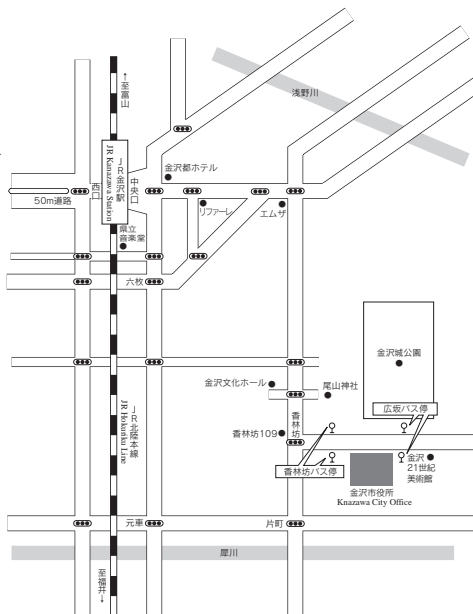 ←至富山
浅野川
JR金沢駅
JR Kanazawa Station
中央口
西口
50m道路
金沢都ホテル
リファーレ
エムザ
県立
音楽堂
六枚
金沢城公園
金沢文化ホール
尾山神社
広坂バス停
香林坊
香林坊109
JR北陸本線
JR Hokuriku Line
香林坊バス停
金沢
21世紀
美術館
金沢市役所
Knazawa City Office
元車
片町
犀川
至福井→